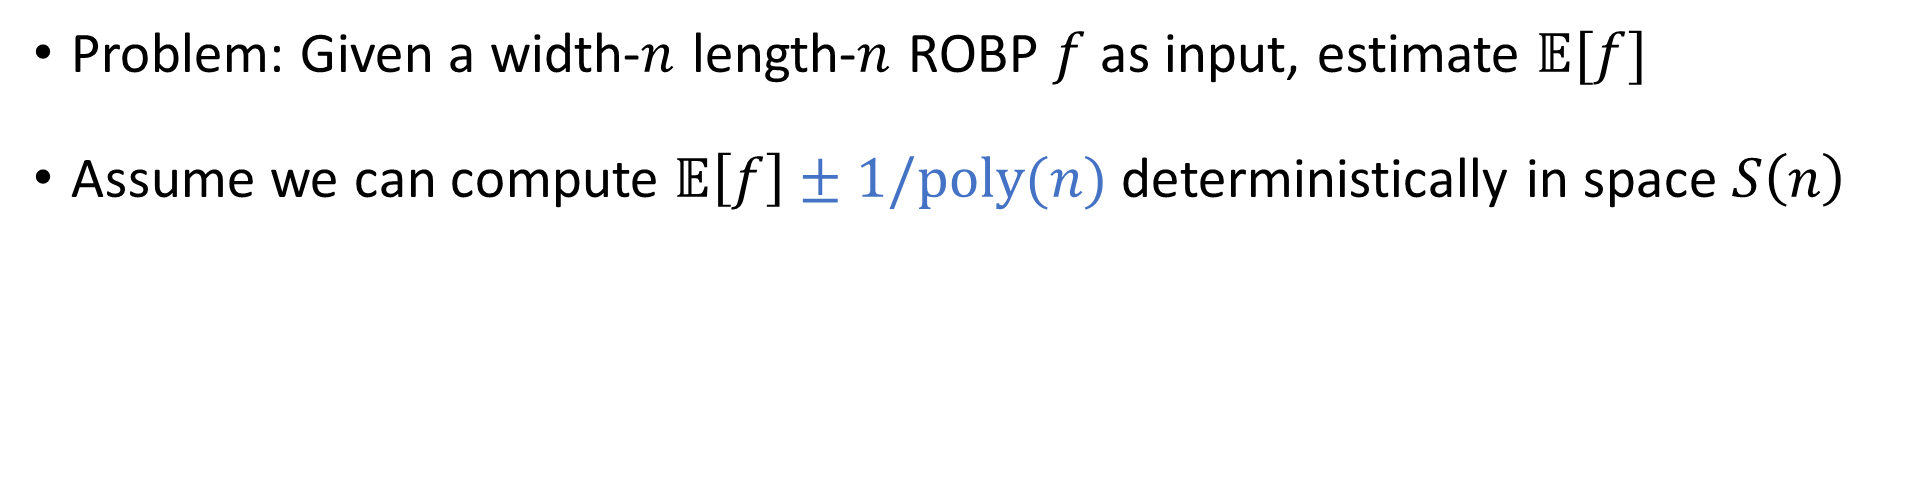 • Problem: Given a width-𝑛 length-𝑛 ROBP 𝑓 as input, estimate 𝔼[𝑓]
• Assume we can compute 𝔼[𝑓] ± 1/poly(𝑛) deterministically in space 𝑆(𝑛)